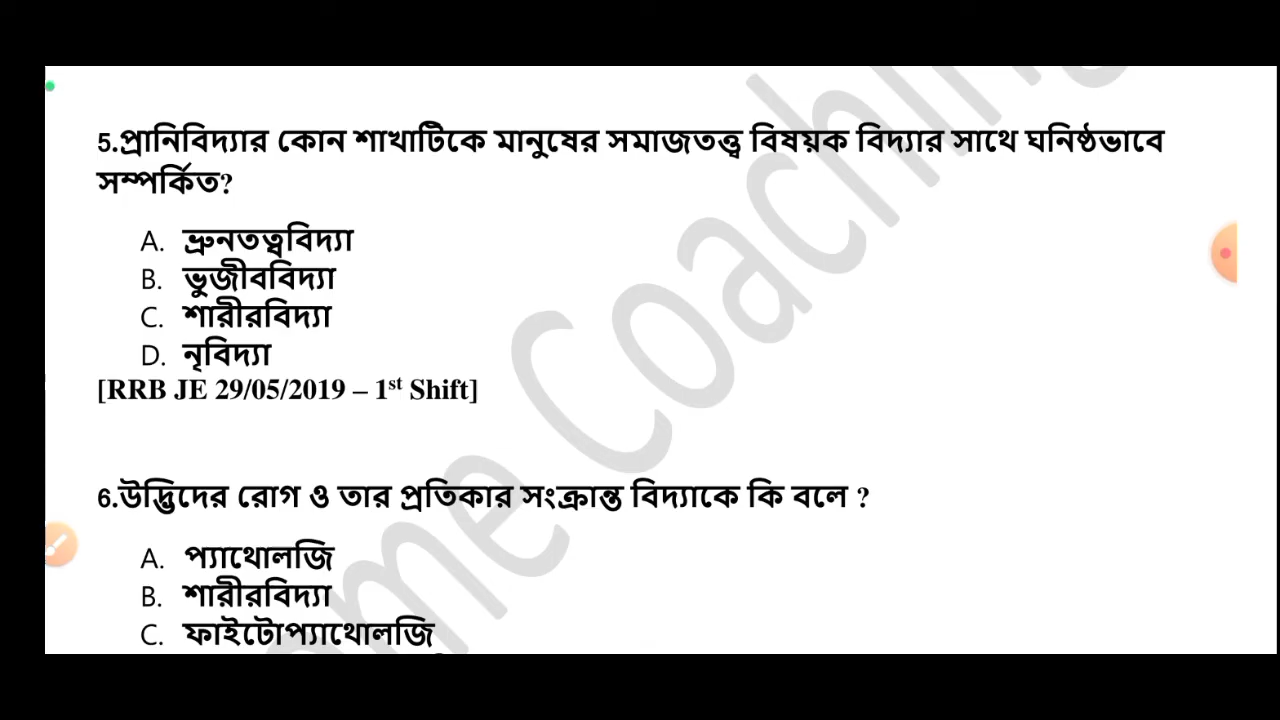 5.প্রানিবিদ্যার কোন শাখাটিকে মানুষের সমাজতত্ত্ব বিষয়ক বিদ্যার সাথে ঘনিষ্ঠভাবে
সম্পর্কিত?
A. ভ্রুনতত্ববিদ্যা
B. ভুজীববিদ্যা
C. শারীরবিদ্যা
D. নৃবিদ্যা
[RRB JE 29/05/2019 – 1st Shift]
6.উদ্ভিদের রোগ ও তার প্রতিকার সংক্রান্ত বিদ্যাকে কি বলে ?
A. প্যাথোলজি
B. শারীরবিদ্যা
C. ফাইটোপ্যাথোলজি